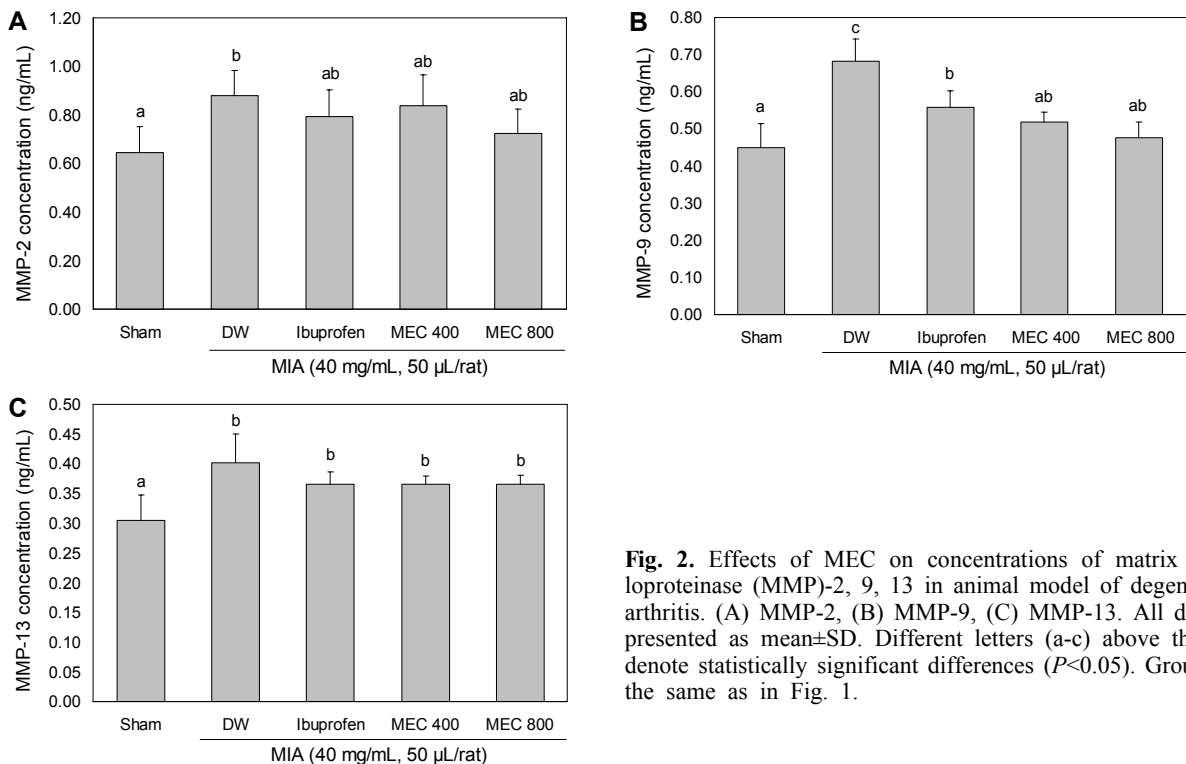 A
MMP-2 concentration (ng/mL)
1.20
1.00
0.80
0.60
0.40
0.20
0.00
a
b
ab
ab
ab
Sham
DW
Ibuprofen
MEC 400
MEC 800
MIA (40 mg/mL, 50 µL/rat)
B
MMP-9 concentration (ng/mL)
0.80
0.70
0.60
0.50
0.40
0.30
0.20
0.10
0.00
a
c
b
ab
ab
Sham
DW
Ibuprofen
MEC 400
MEC 800
MIA (40 mg/mL, 50 µL/rat)
C
MMP-13 concentration (ng/mL)
0.50
0.45
0.40
0.35
0.30
0.25
0.20
0.15
0.10
0.05
0.00
a
b
b
b
b
Sham
DW
Ibuprofen
MEC 400
MEC 800
MIA (40 mg/mL, 50 µL/rat)
Fig. 2. Effects of MEC on concentrations of matrix
loproteinase (MMP)-2, 9, 13 in animal model of degen
arthritis. (A) MMP-2, (B) MMP-9, (C) MMP-13. All d
presented as mean±SD. Different letters (a-c) above th
denote statistically significant differences (P<0.05). Grou
the same as in Fig. 1.